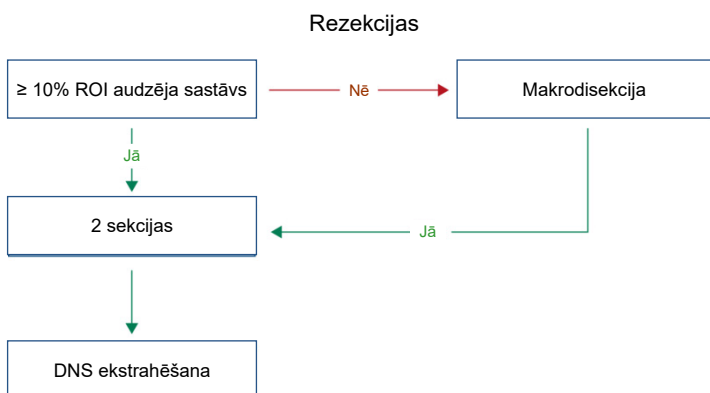 Rezekcijas
≥ 10% ROI audzēja sastāvs
Nē
Makrodisekcija
Jā
2 sekcijas
Jā
DNS ekstrahēšana